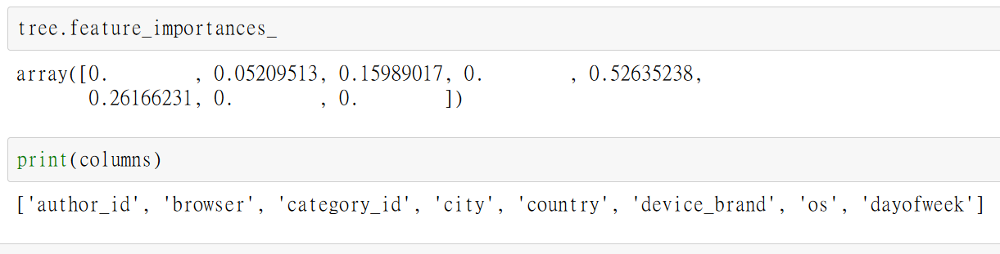 tree.feature_importances_
array([0.        , 0.05209513, 0.15989017, 0.        , 0.52635238,
       0.26166231, 0.        , 0.        ])
print(columns)
['author_id', 'browser', 'category_id', 'city', 'country', 'device_brand', 'os', 'dayofweek']